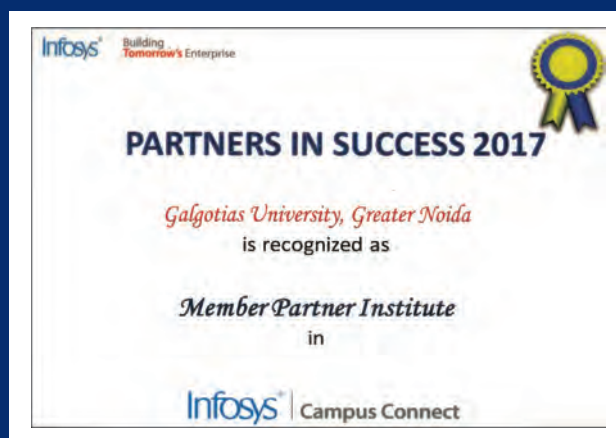 Infosys®
Building
Tomorrow's Enterprise
PARTNERS IN SUCCESS 2017
Galgotias University, Greater Noida
is recognized as
Member Partner Institute
in
Infosys® | Campus Connect